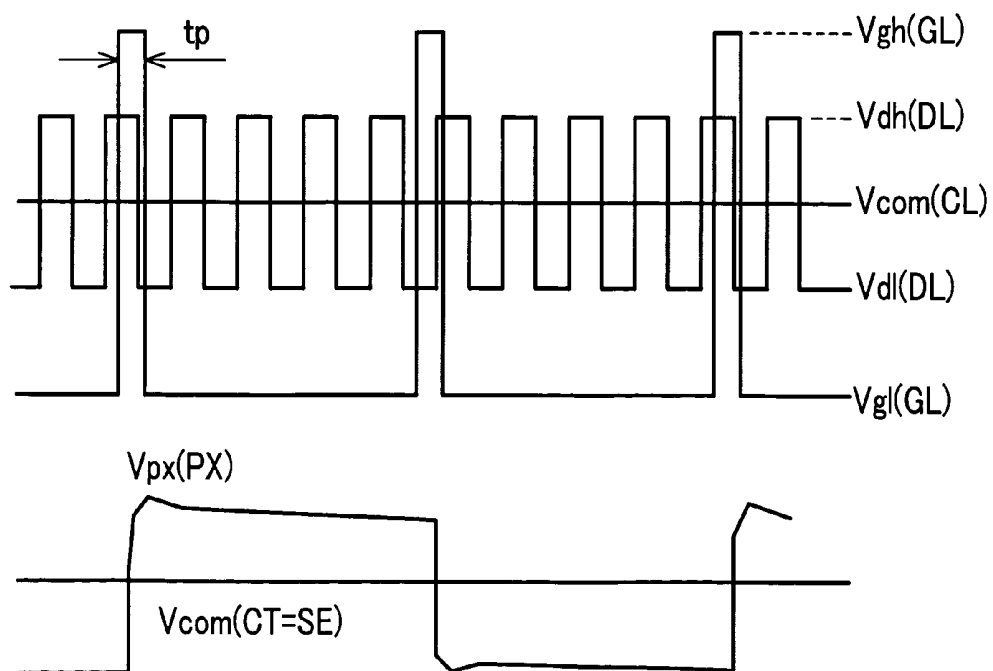 tp
Vgh(GL)
Vdh(DL)
Vcom(CL)
Vdl(DL)
Vgl(GL)
Vpx(PX)
Vcom(CT=SE)